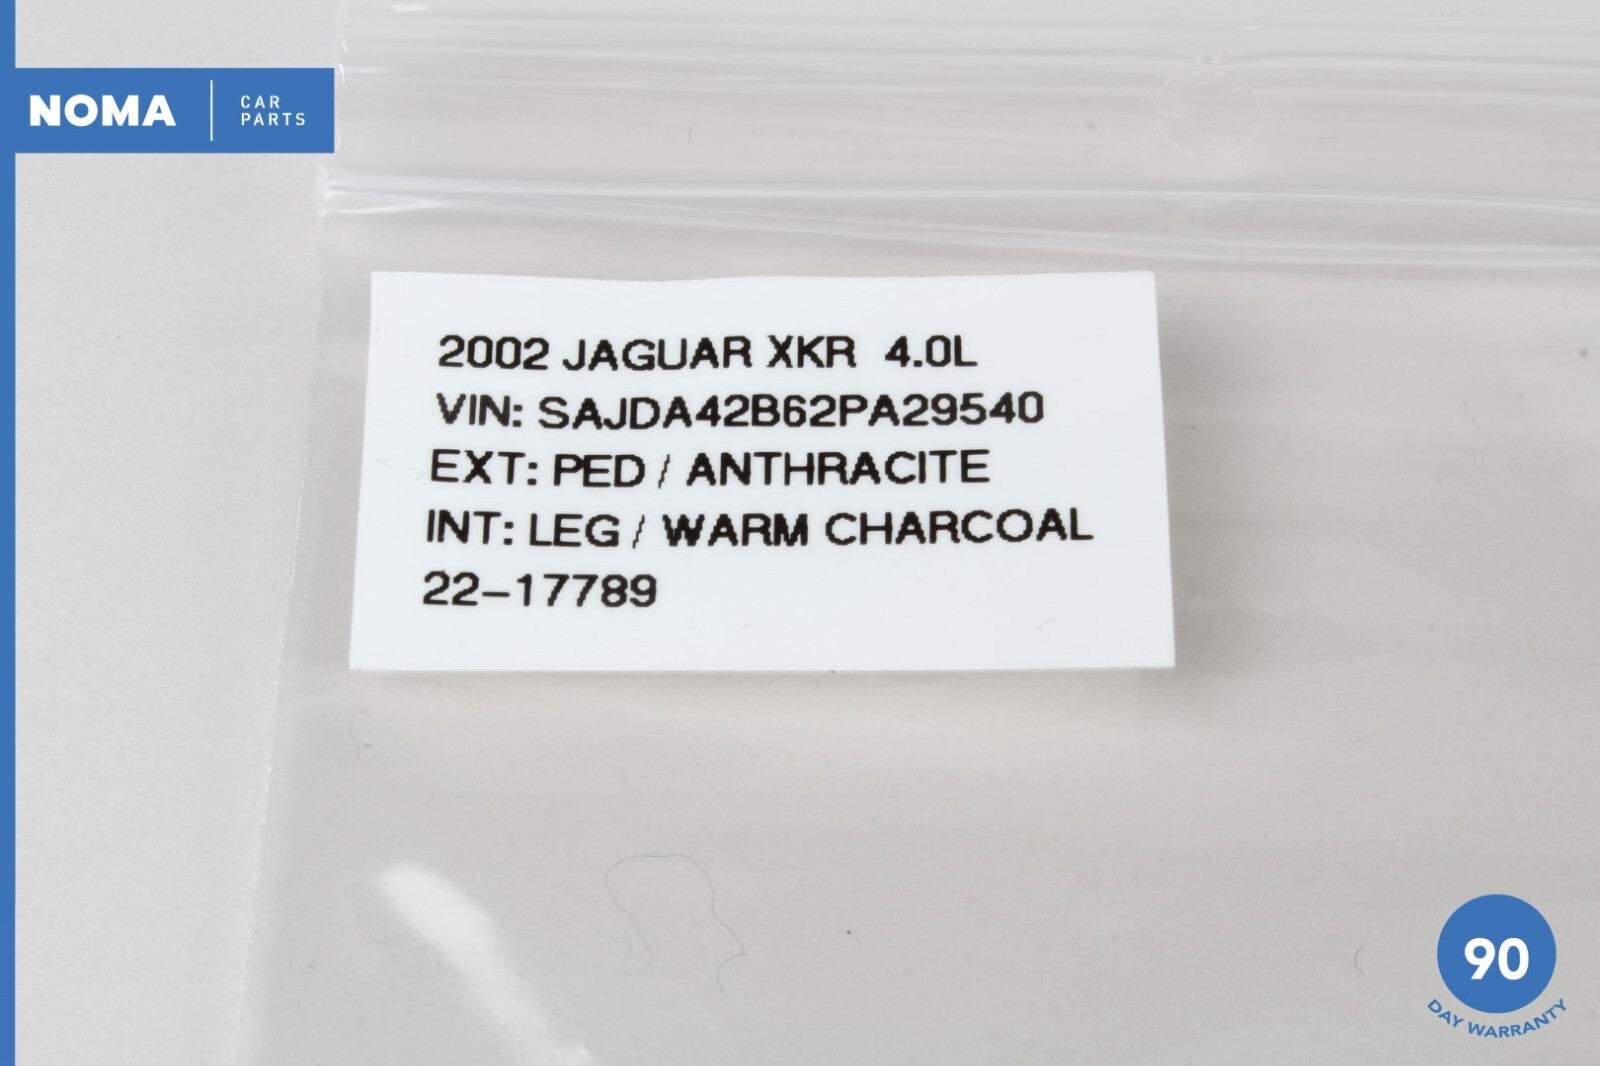 NOMA
CAR
PARTS
2002 JAGUAR XKR 4.0L
VIN: SAJDA42B62PA29540
EXT: PED / ANTHRACITE
INT: LEG / WARM CHARCOAL
22-17789
90
DAY WARRANTY